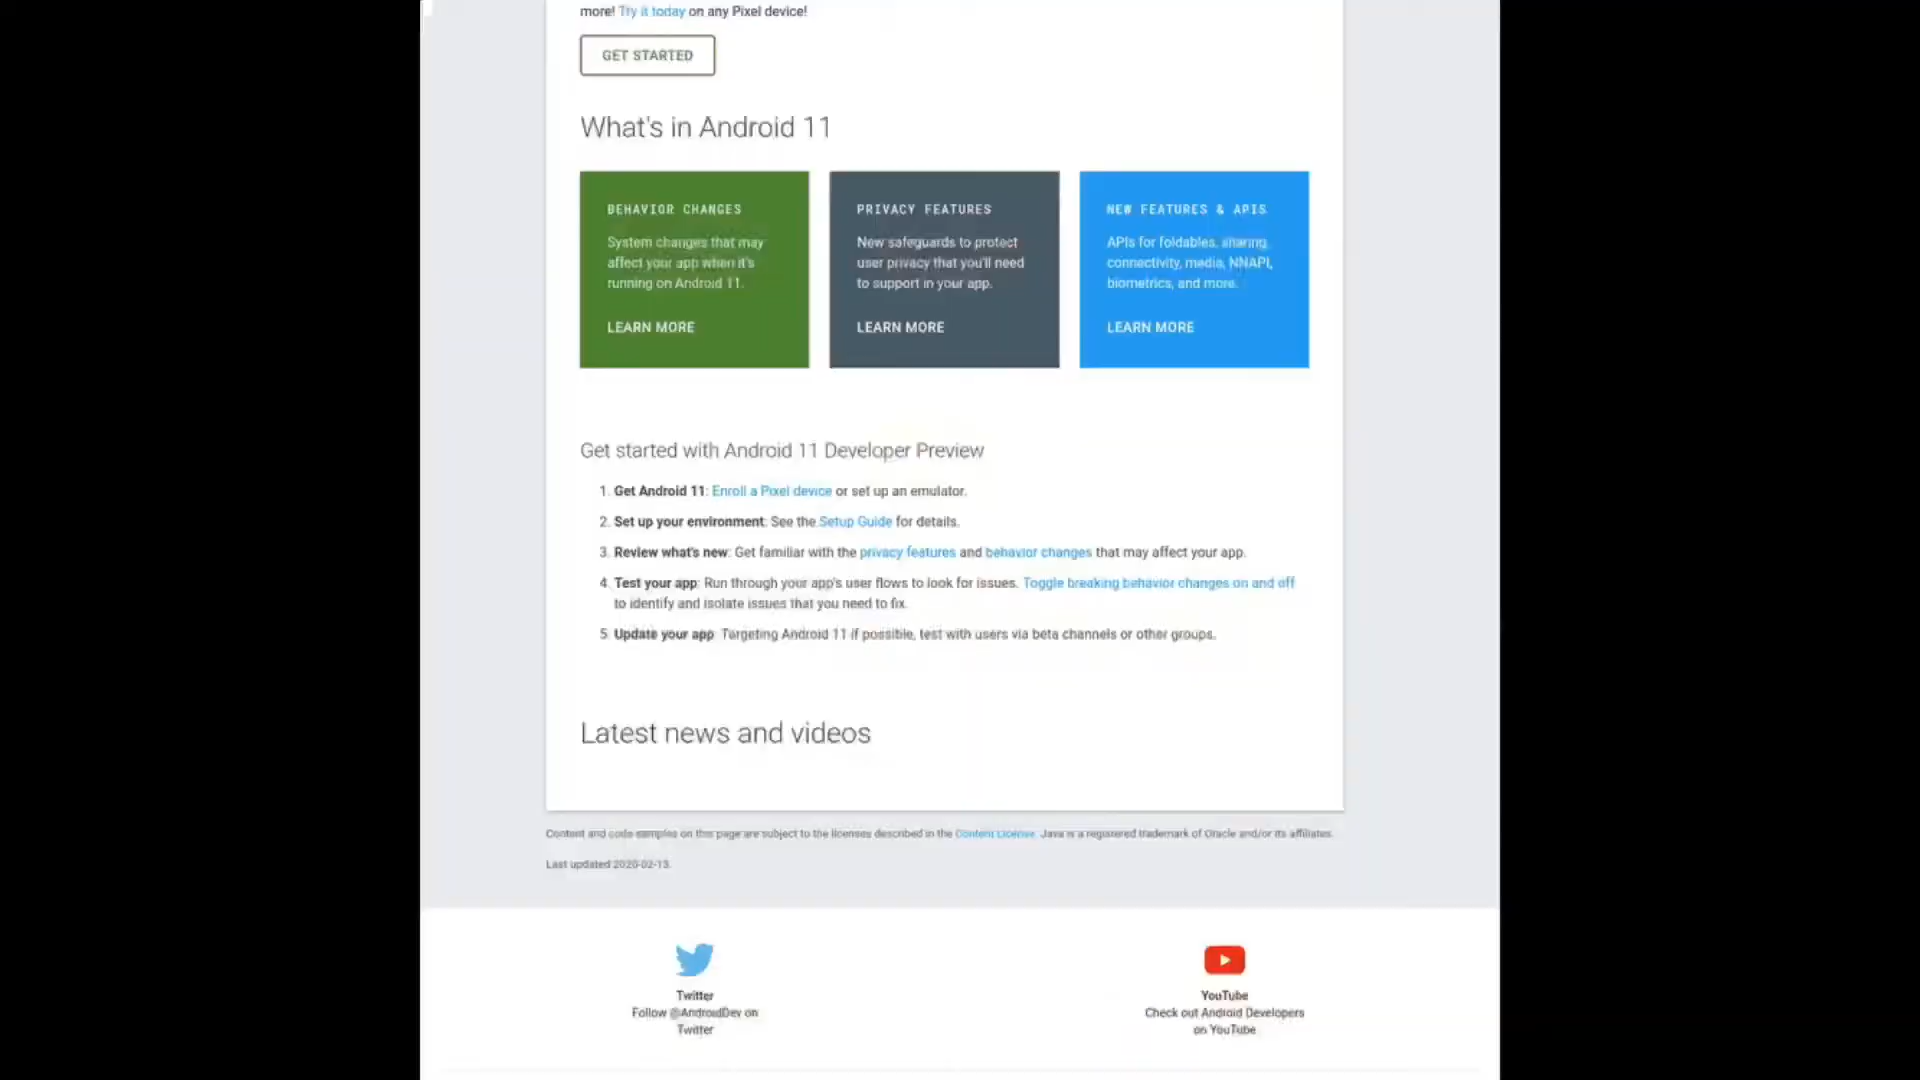 more! Try it today on any Pixel device!
GET STARTED
What's in Android 11
BEHAVIOR CHANGES
System changes that may
affect your app when it's
running on Android 11.
LEARN MORE
PRIVACY FEATURES
New safeguards to protect
user privacy that you'll need
to support in your app.
LEARN MORE
NEW FEATURES & APIS
APIs for foldables, sharing,
connectivity, media, NNAPI,
biometrics, and more.
LEARN MORE
Get started with Android 11 Developer Preview
1. Get Android 11: Enroll a Pixel device or set up an emulator.
2. Set up your environment: See the Setup Guide for details.
3. Review what's new: Get familiar with the privacy features and behavior changes that may affect your app.
4. Test your app: Run through your app's user flows to look for issues. Toggle breaking behavior changes on and off
to identify and isolate issues that you need to fix.
5. Update your app: Targeting Android 11 if possible, test with users via beta channels or other groups.
Latest news and videos
Content and code samples on this page are subject to the licenses described in the Content License. Java is a registered trademark of Oracle and/or its affiliates.
Last updated 2020-02-13.
Twitter
Follow @AndroidDev on
Twitter
YouTube
Check out Android Developers
on YouTube